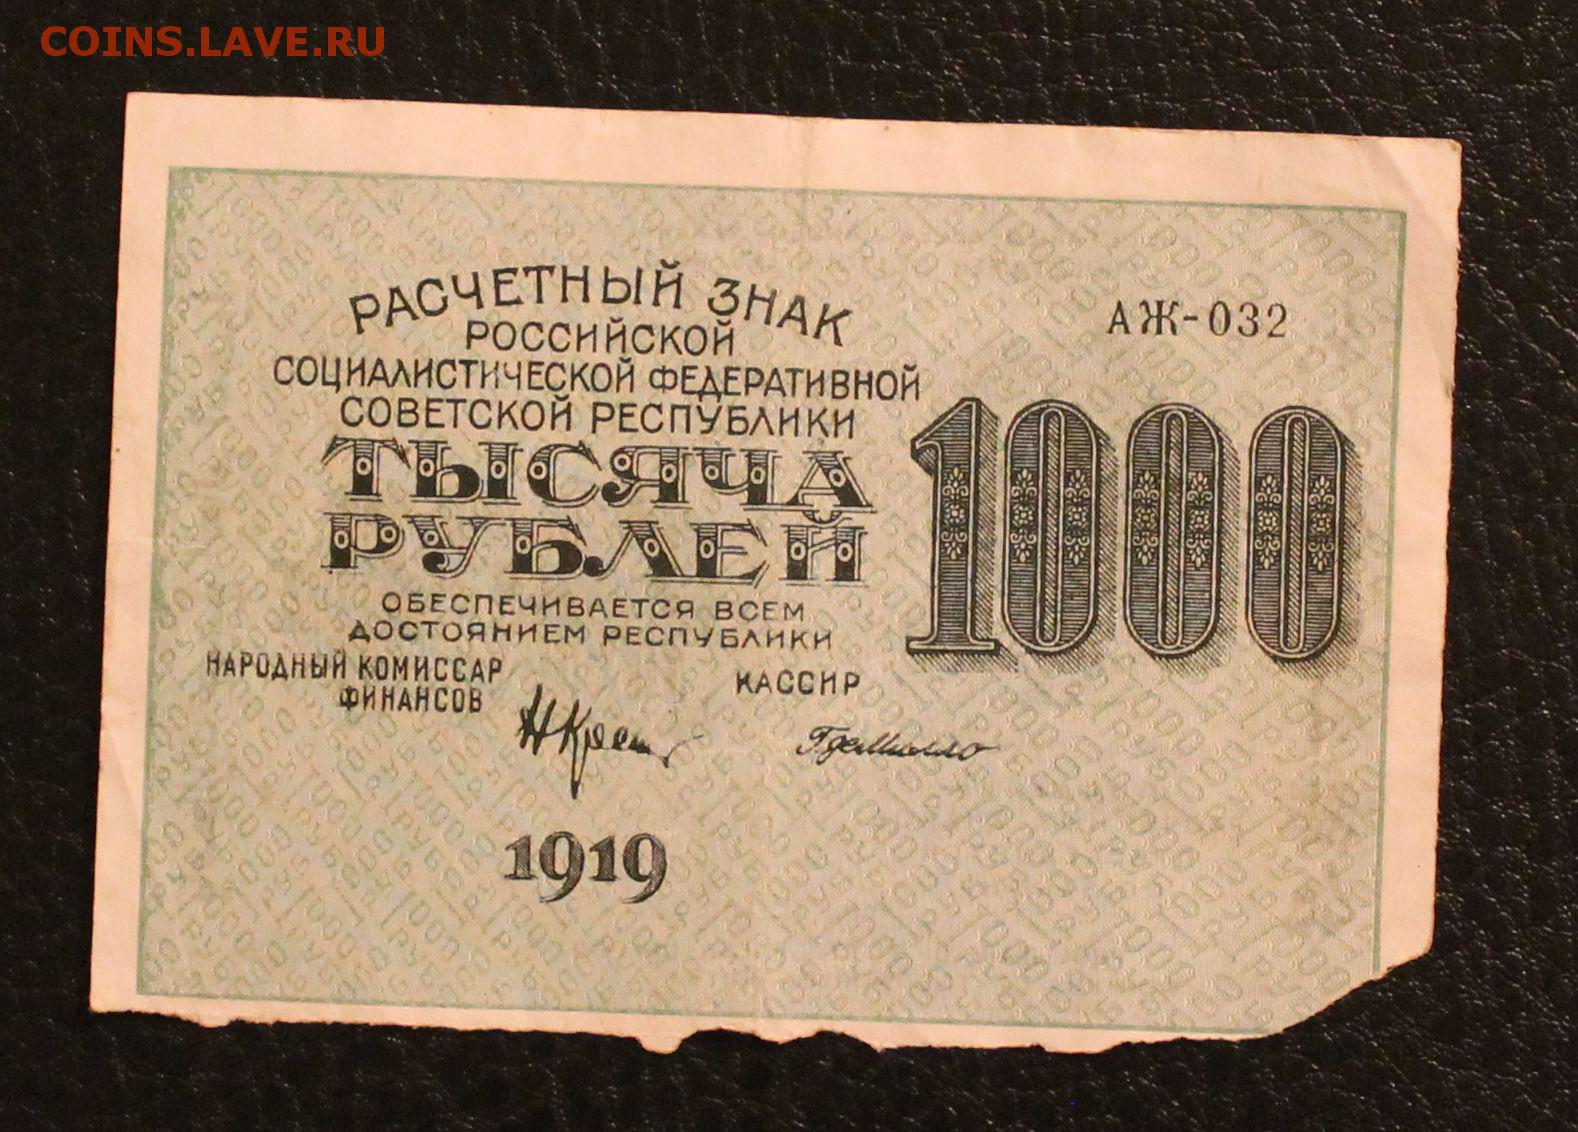 COINS.LAVE.RU
РАСЧЕТНЫЙ ЗНАК
РОССИЙСКОЙ
СОЦИАЛИСТИЧЕСКОЙ ФЕДЕРАТИВНОЙ
СОВЕТСКОЙ РЕСПУБЛИКИ
ТЫСЯЧА
РУБЛЕЙ
ОБЕСПЕЧИВАЕТСЯ ВСЕМ
ДОСТОЯНИЕМ РЕСПУБЛИКИ
НАРОДНЫЙ КОМИССАР
ФИНАНСОВ
КАССИР
1919
АЖ-032
1000